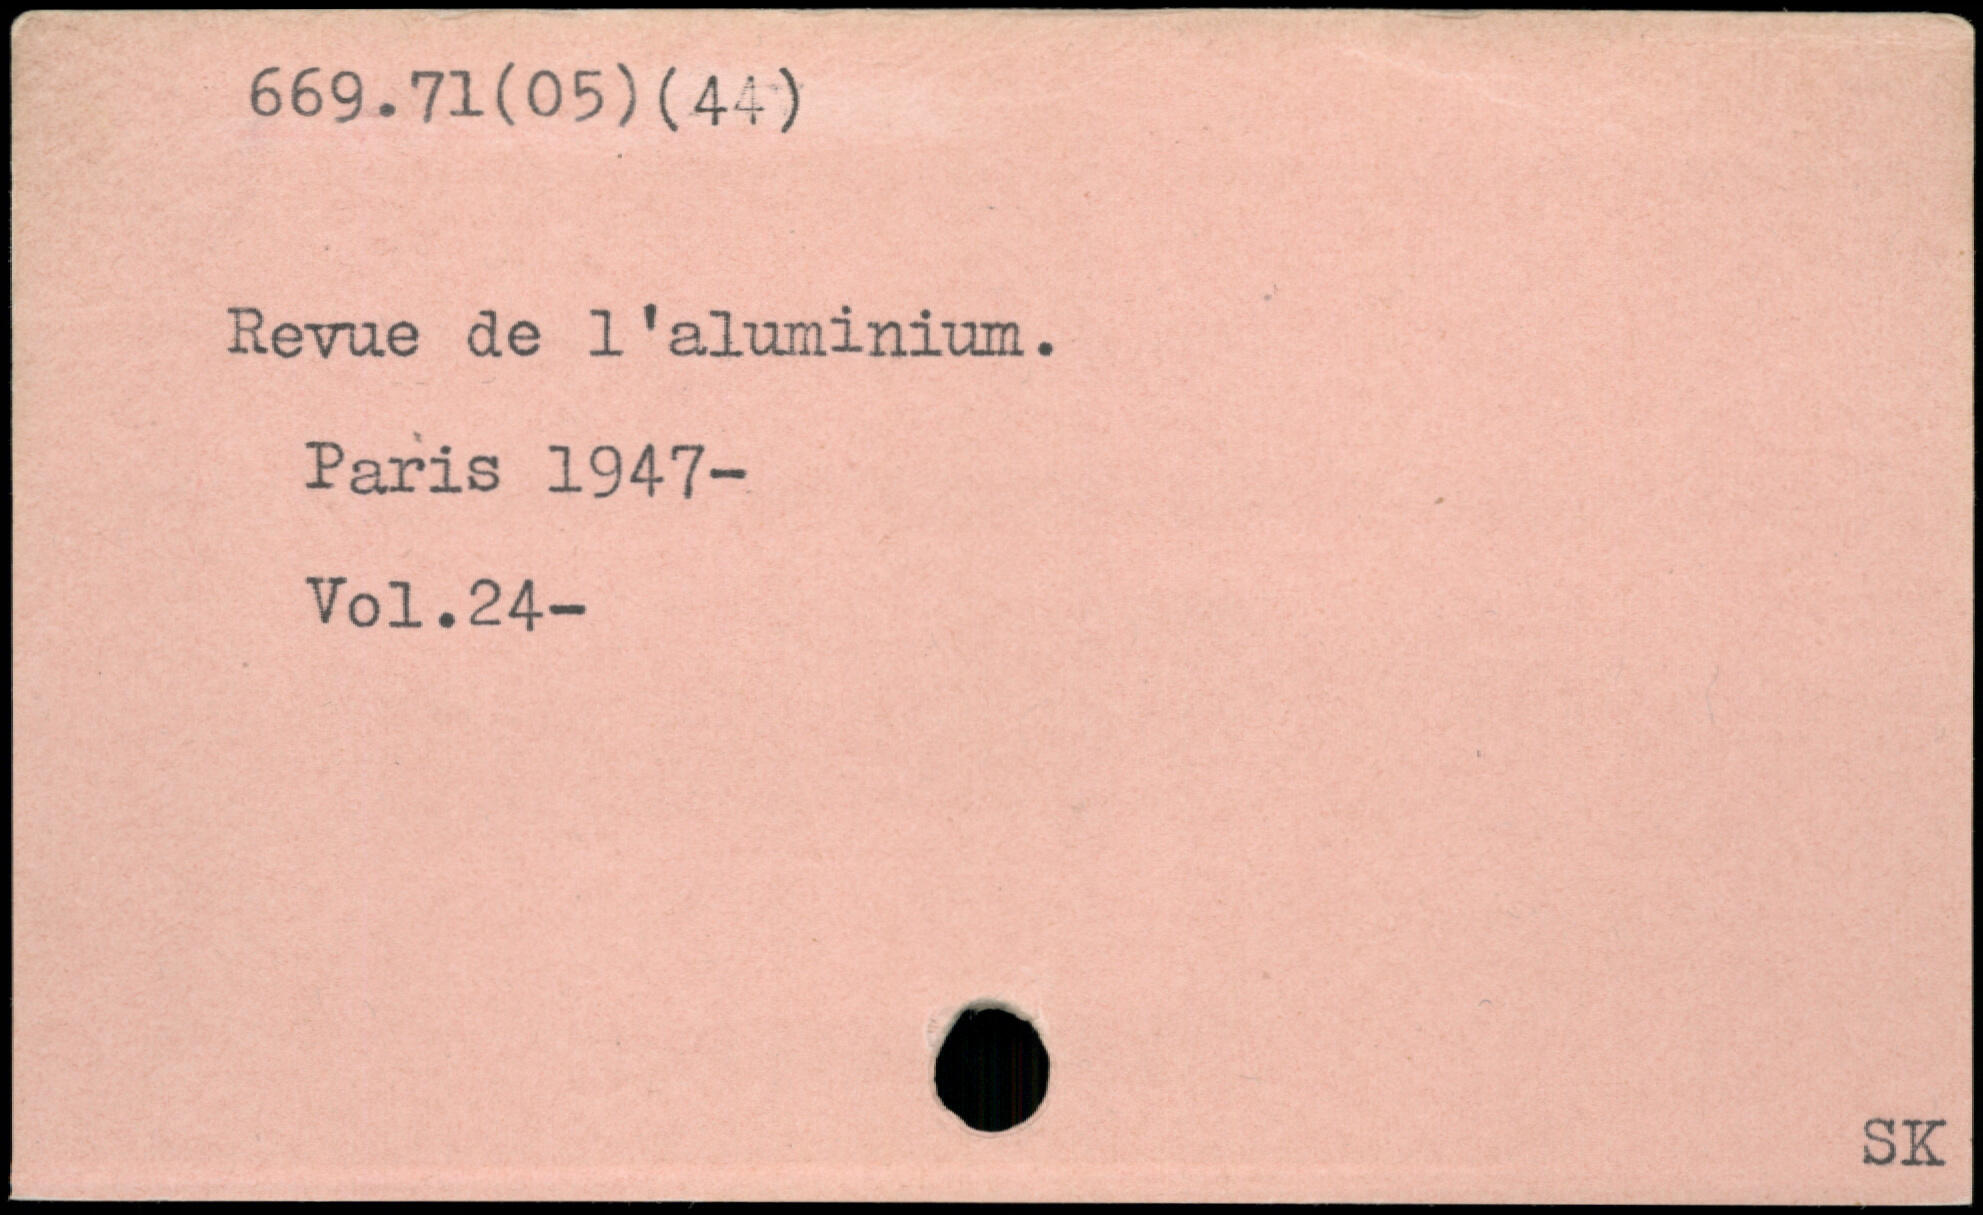 669.71(05)(44)
Revue de l'aluminium.
Paris 1947-
Vol.24-
SK